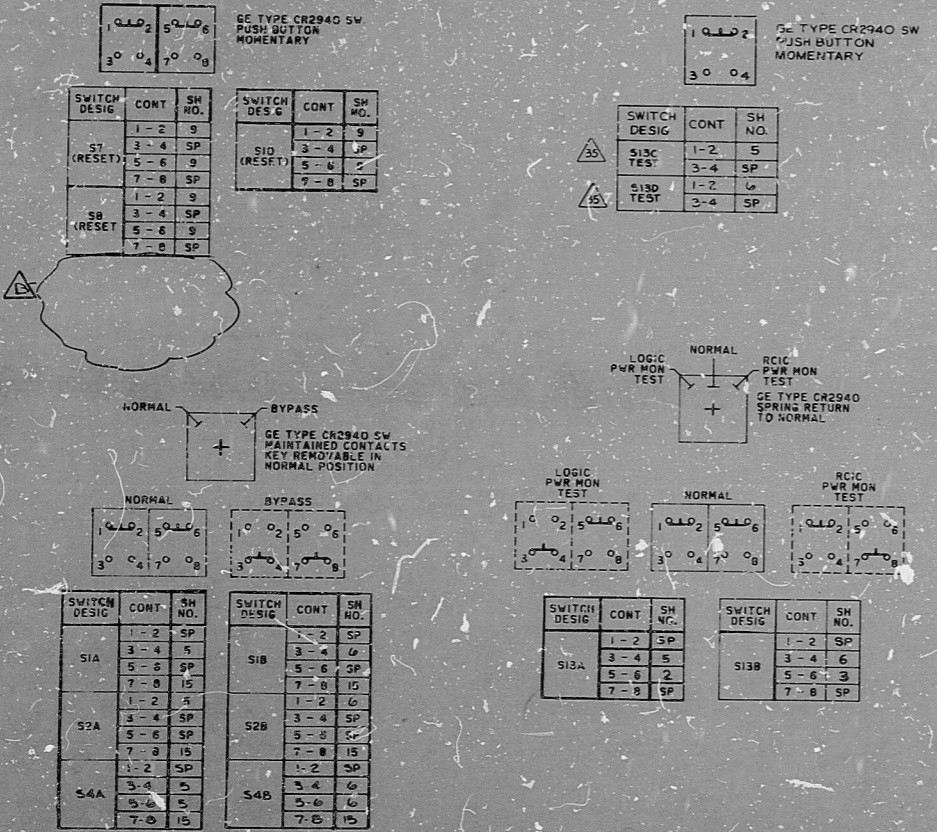 1 2 5 6
3 4 7 8
GE TYPE CR2940 SW
PUSH BUTTON
MOMENTARY
SWITCH DESIG CONT SH NO.
S7 (RESET)
1 - 2 9
3 - 4 SP
5 - 6 9
7 - 8 SP
S8 (RESET
1 - 2 9
3 - 4 SP
5 - 6 9
7 - 8 SP
SWITCH CONT SH NO.
S10 (RESET)
1 - 2 9
3 - 4 SP
5 - 6
7 - 8 SP
1 2
3 4
GE TYPE CR2940 SW
PUSH BUTTON
MOMENTARY
SWITCH DESIG CONT SH NO.
35
S13C TEST
1-2 5
3-4 SP
35
S13D TEST
1-2 6
3-4 SP
B
NORMAL BYPASS
GE TYPE CR2940 SW
MAINTAINED CONTACTS
KEY REMOVABLE IN
NORMAL POSITION
LOGIC PWR MON TEST
NORMAL
RCIC PWR MON TEST
GE TYPE CR2940
SPRING RETURN
TO NORMAL
NORMAL
1 2 5 6
3 4 7 8
BYPASS
1 2 5 6
3 4 7 8
LOGIC PWR MON TEST
1 2 5 6
3 4 7 8
NORMAL
1 2 5 6
3 4 7 8
RCIC PWR MON TEST
1 2 5 6
3 4 7 8
SWITCH DESIG CONT SH NO.
S1A
1 - 2 SP
3 - 4 5
5 - 6 SP
7 - 8 15
S2A
1 - 2 5
3 - 4 SP
5 - 6 SP
7 - 8 15
S4A
1-2 SP
3-4 5
5-6 5
7-8 15
SWITCH DESIG CONT SH NO.
S1B
1 - 2 SP
3 - 4 6
5 - 6 SP
7 - 8 15
S2B
1 - 2 6
3 - 4 SP
5 - 6 SP
7 - 8 15
S4B
1-2 SP
3-4 6
5-6 6
7-8 15
SWITCH DESIG CONT SH NO.
S13A
1 - 2 SP
3 - 4 5
5 - 6 2
7 - 8 SP
SWITCH DESIG CONT SH NO.
S13B
1 - 2 SP
3 - 4 6
5 - 6 3
7 - 8 SP